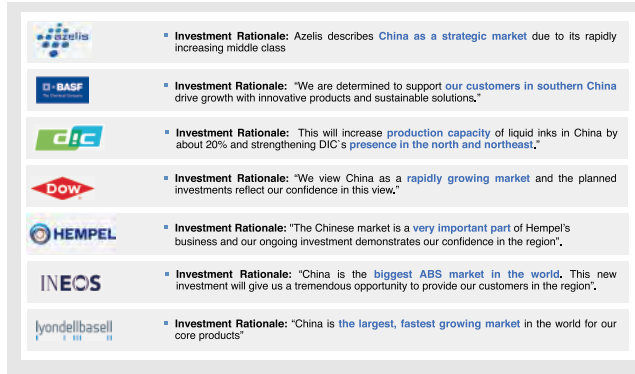 azelis
Investment Rationale: Azelis describes China as a strategic market due to its rapidly
increasing middle class
BASF
The Chemical Company
Investment Rationale: “We are determined to support our customers in southern China
drive growth with innovative products and sustainable solutions.”
dic
Investment Rationale: This will increase production capacity of liquid inks in China by
about 20% and strengthening DIC`s presence in the north and northeast.”
DOW
Investment Rationale: “We view China as a rapidly growing market and the planned
investments reflect our confidence in this view.”
HEMPEL
Investment Rationale: "The Chinese market is a very important part of Hempel's
business and our ongoing investment demonstrates our confidence in the region”.
INEOS
Investment Rationale: “China is the biggest ABS market in the world. This new
investment will give us a tremendous opportunity to provide our customers in the region”.
lyondellbasell
Investment Rationale: “China is the largest, fastest growing market in the world for our
core products”